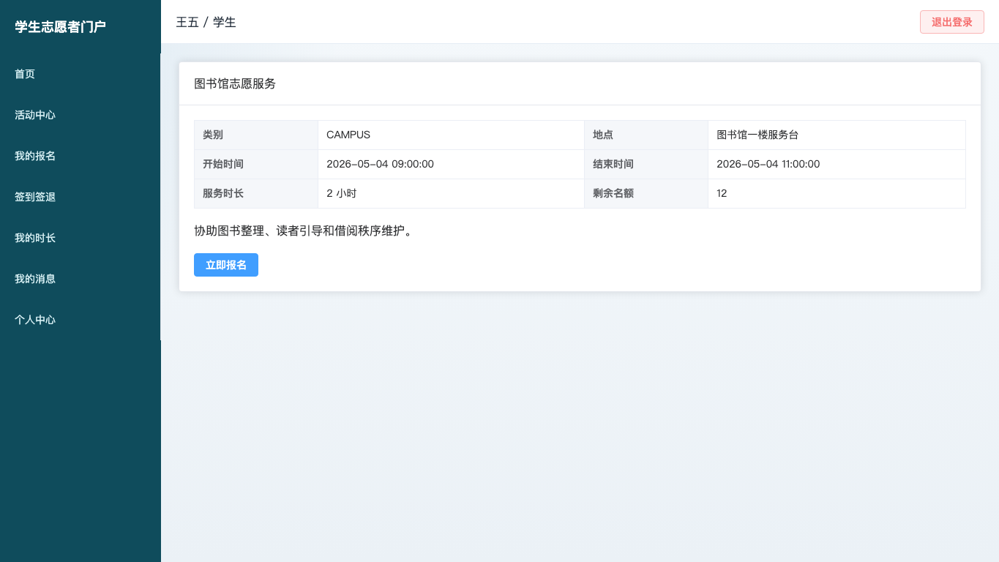 学生志愿者门户
首页
活动中心
我的报名
签到签退
我的时长
我的消息
个人中心
王五 / 学生
退出登录
图书馆志愿服务
类别 CAMPUS 地点 图书馆一楼服务台
开始时间 2026-05-04 09:00:00 结束时间 2026-05-04 11:00:00
服务时长 2 小时 剩余名额 12
协助图书整理、读者引导和借阅秩序维护。
立即报名